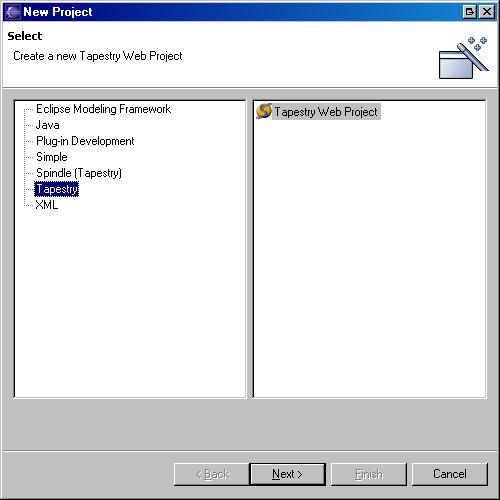 New Project
Select
Create a new Tapestry Web Project
Eclipse Modeling Framework
Java
Plug-in Development
Simple
Spindle (Tapestry)
Tapestry
XML
Tapestry Web Project
< Back
Next >
Finish
Cancel